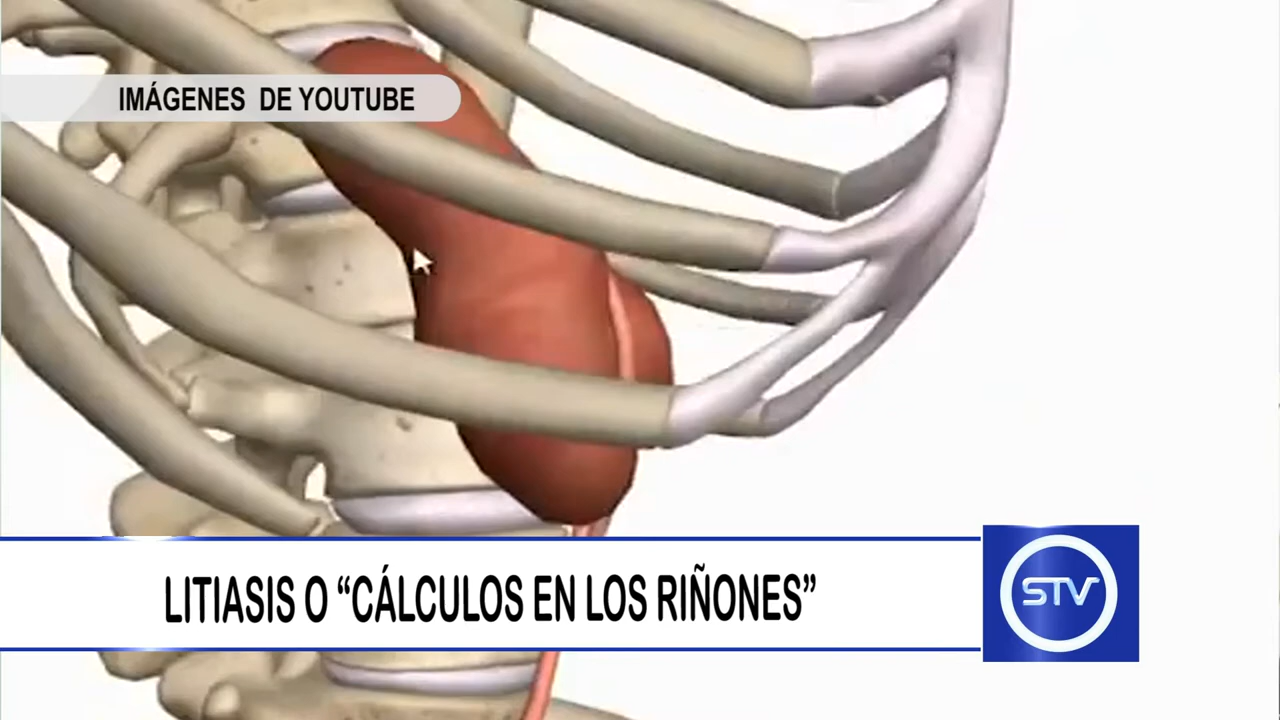 IMÁGENES DE YOUTUBE
LITIASIS O “CÁLCULOS EN LOS RIÑONES”
STV